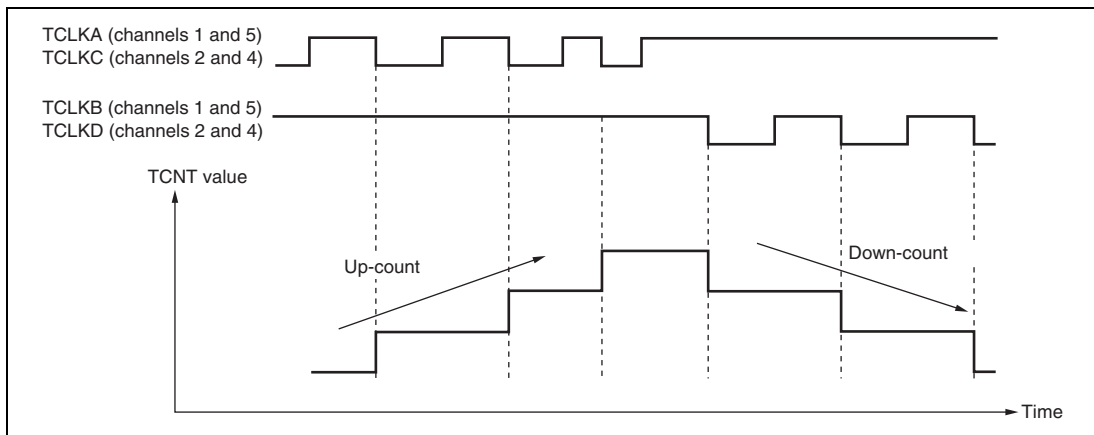 TCLKA (channels 1 and 5)
TCLKC (channels 2 and 4)
TCLKB (channels 1 and 5)
TCLKD (channels 2 and 4)
TCNT value
Up-count
Down-count
Time